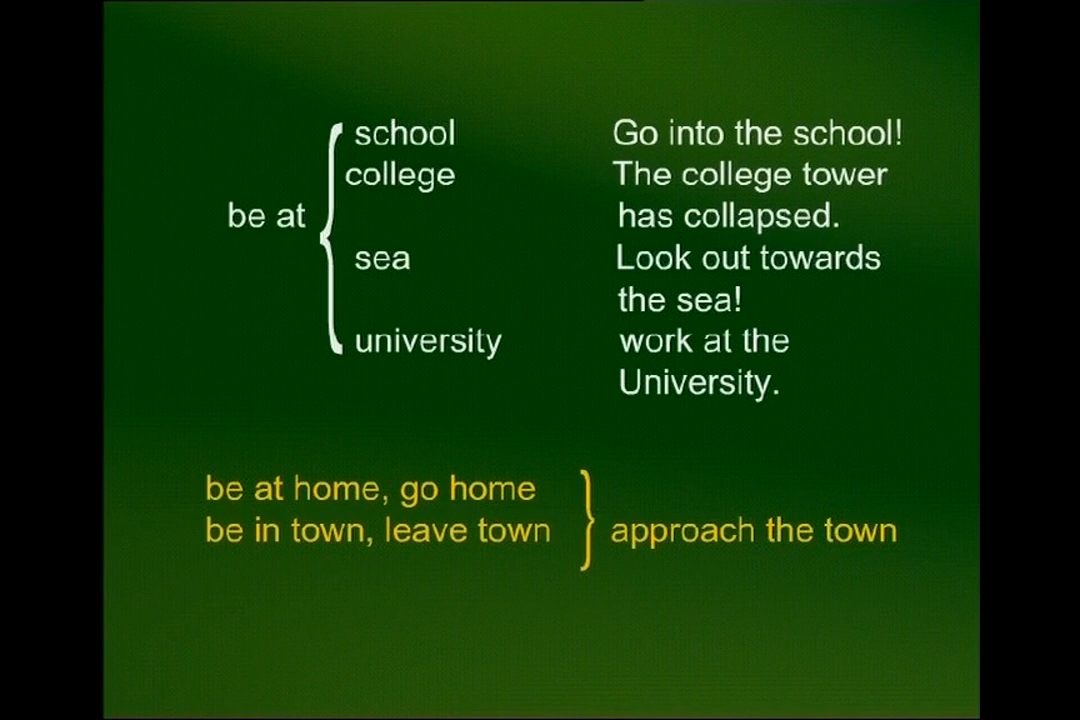 school Go into the school!
college The college tower
be at has collapsed.
sea Look out towards
the sea!
university work at the
University.
be at home, go home
be in town, leave town approach the town